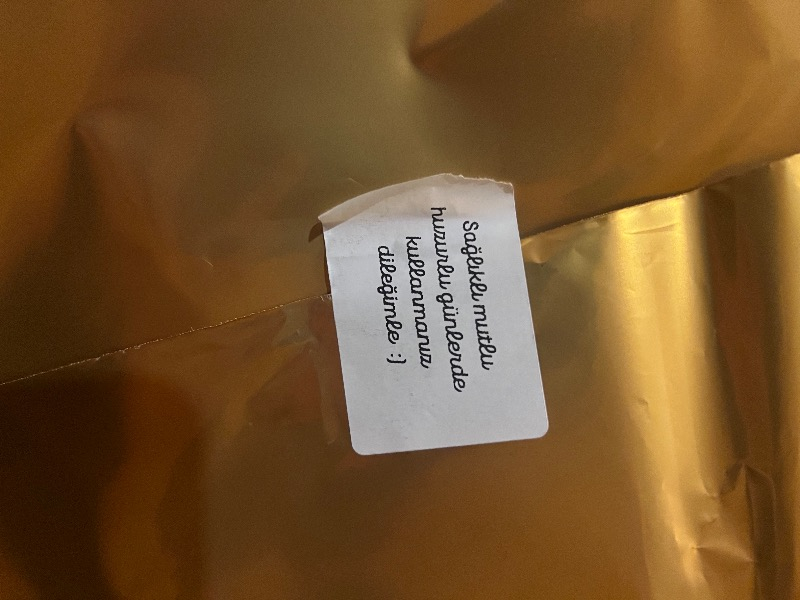 Sağlıklı mutlu
huzurlu günlerde
kullanmanız
dileğimle :)